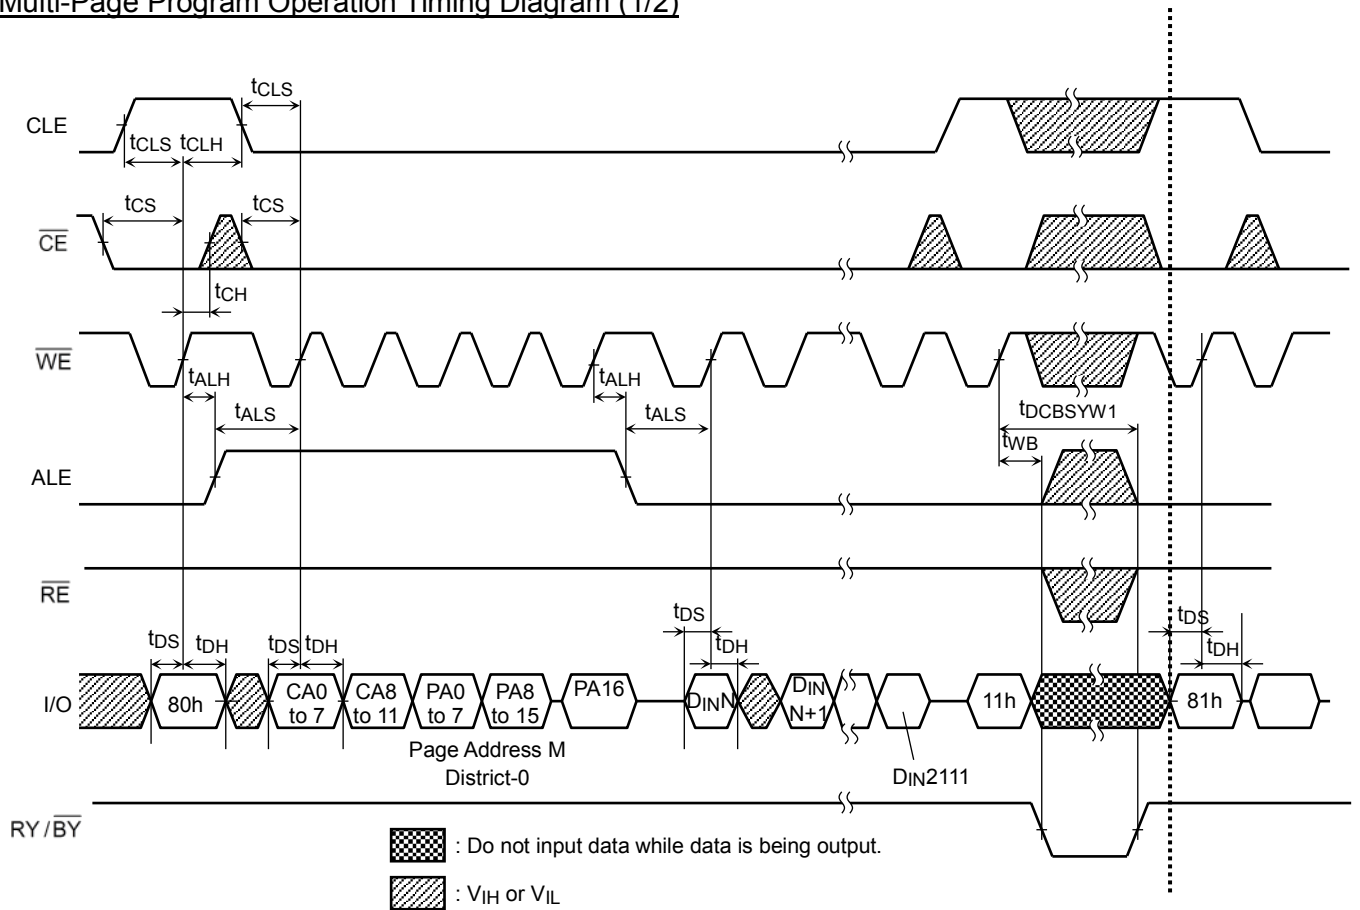 Multi-Page Program Operation Timing Diagram (1/2)
tCLS
CLE
tCLS tCLH
tCS tCS
CE
tCH
WE
tALH tALH
tALS tALS tDCBSYW1
tWB
ALE
RE
tDS tDS
tDS tDH tDS tDH tDH tDH
I/O 80h CA0 to 7 CA8 to 11 PA0 to 7 PA8 to 15 PA16 DINN DIN N+1 11h 81h
Page Address M
District-0
DIN2111
RY/BY
: Do not input data while data is being output.
: VIH or VIL